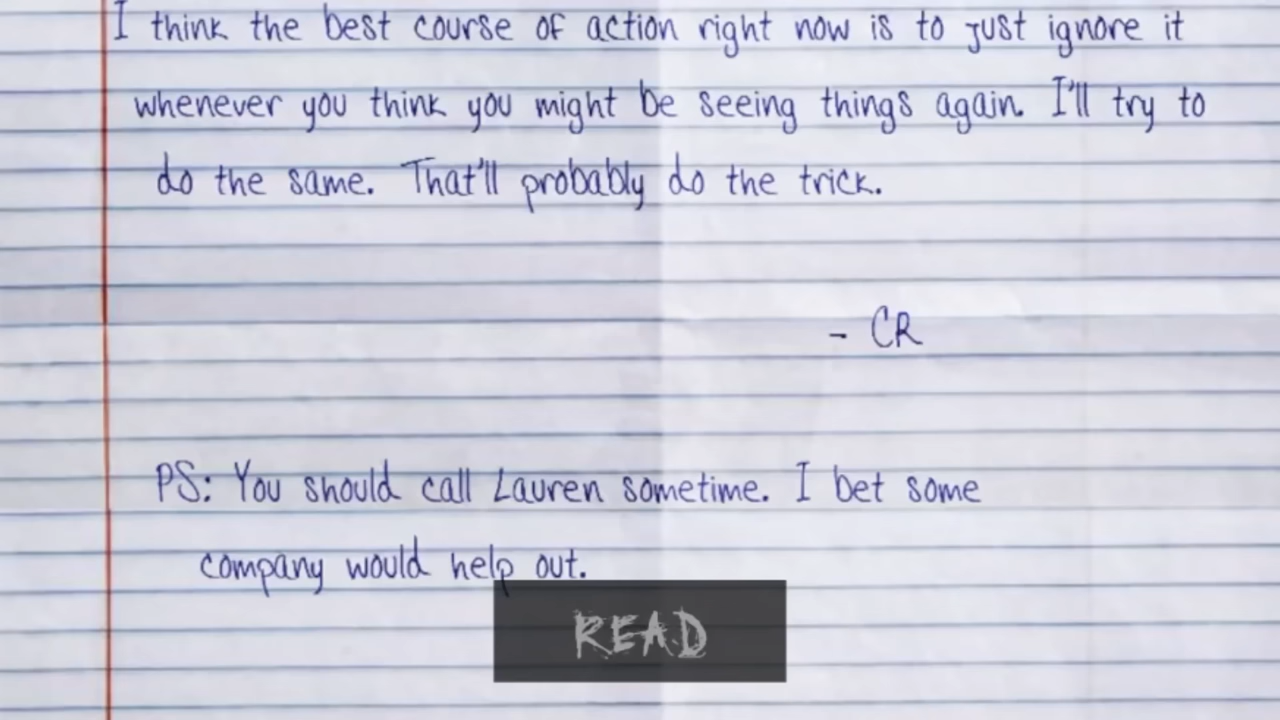 I think the best course of action right now is to just ignore it
whenever you think you might be seeing things again. I'll try to
do the same. That'll probably do the trick.
- CR
PS: You should call Lauren sometime. I bet some
company would help out.
READ